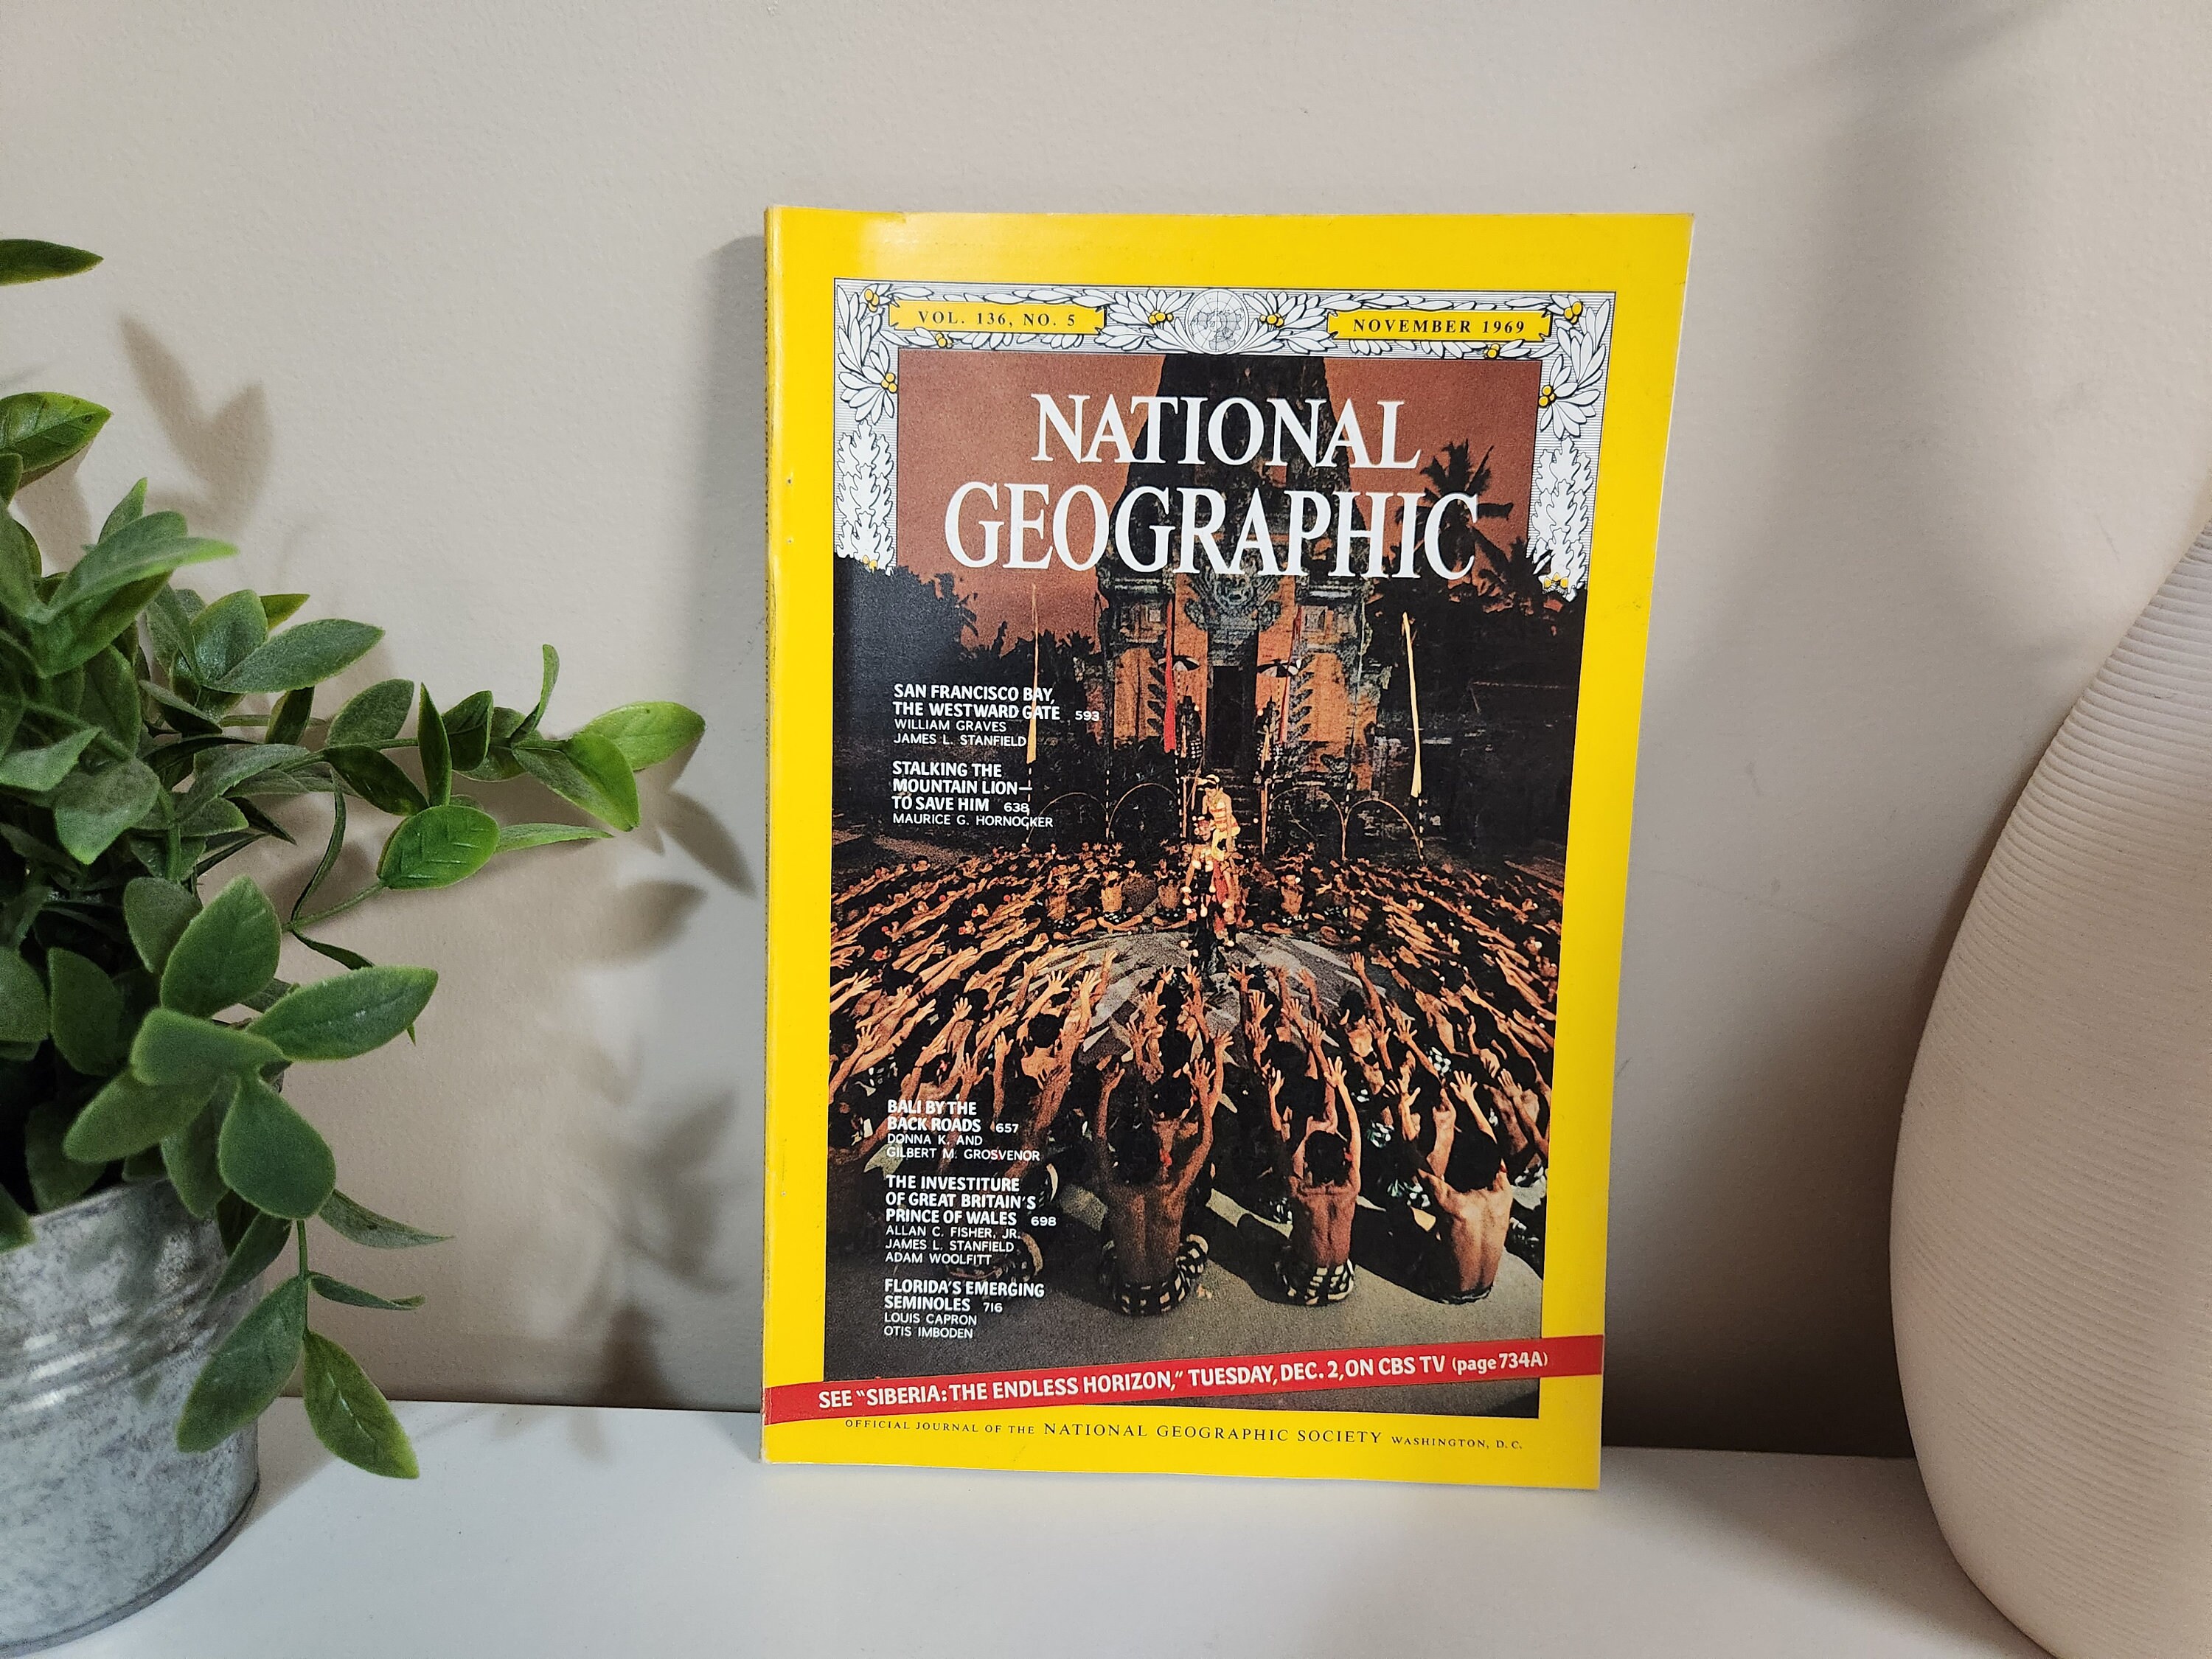 VOL. 136, NO. 5
NOVEMBER 1969
NATIONAL
GEOGRAPHIC
SAN FRANCISCO BAY,
THE WESTWARD GATE 593
WILLIAM GRAVES
JAMES L. STANFIELD
STALKING THE
MOUNTAIN LION—
TO SAVE HIM 638
MAURICE G. HORNOCKER
BALI BY THE
BACK ROADS 657
DONNA K. AND
GILBERT M. GROSVENOR
THE INVESTITURE
OF GREAT BRITAIN'S
PRINCE OF WALES 698
ALLAN C. FISHER, JR.
JAMES L. STANFIELD
ADAM WOOLFITT
FLORIDA'S EMERGING
SEMINOLES 716
LOUIS CAPRON
OTIS IMBODEN
SEE "SIBERIA: THE ENDLESS HORIZON," TUESDAY, DEC. 2, ON CBS TV (page 734A)
OFFICIAL JOURNAL OF THE NATIONAL GEOGRAPHIC SOCIETY WASHINGTON, D.C.